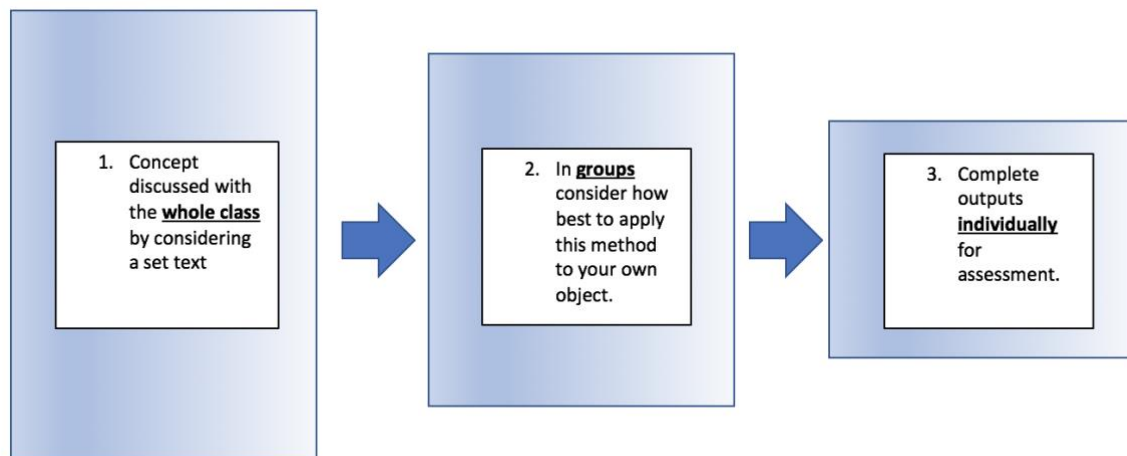 1. Concept
discussed with
the whole class
by considering
a set text
2. In groups
consider how
best to apply
this method
to your own
object.
3. Complete
outputs
individually
for
assessment.